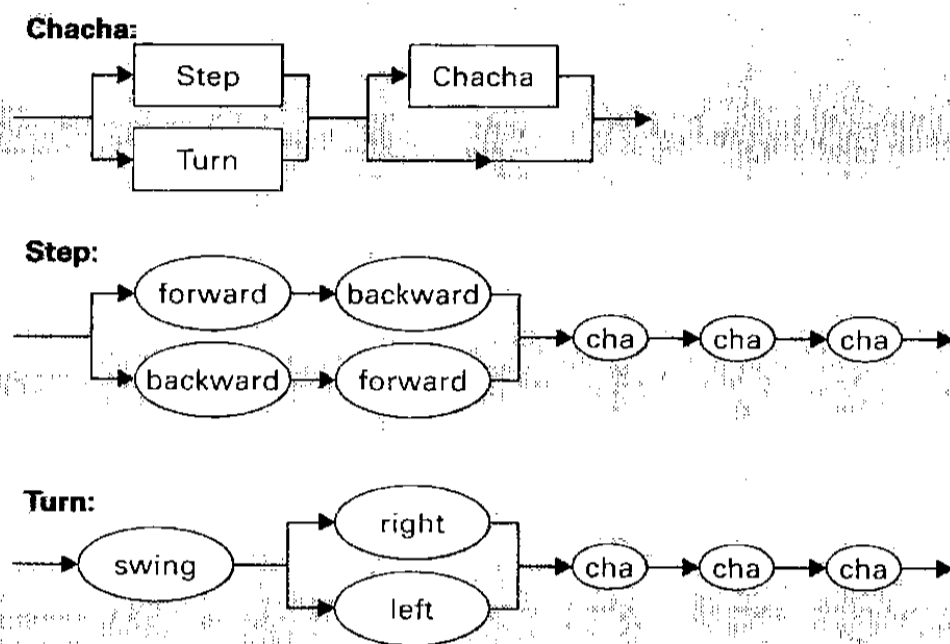 Chacha:
Step Chacha
Turn
Step:
forward backward
cha cha cha
backward forward
Turn:
right
swing cha cha cha
left